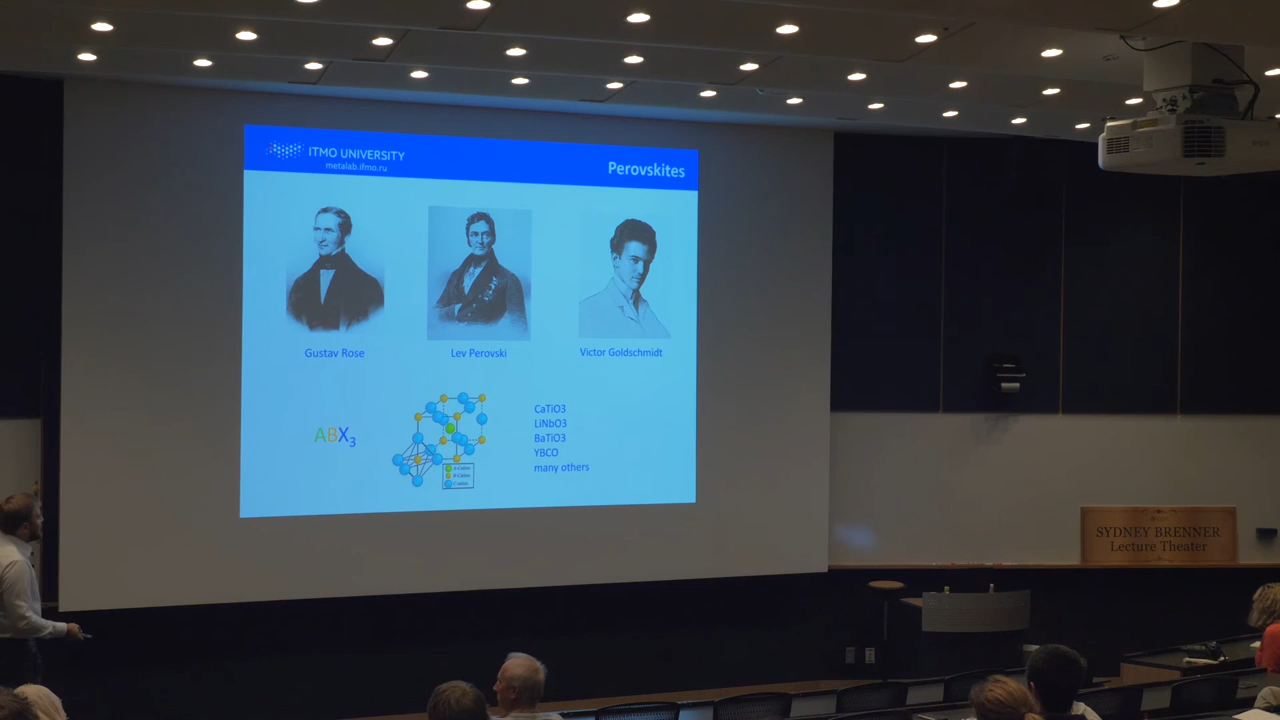 ITMO UNIVERSITY
metalab.ifmo.ru
Perovskites
Gustav Rose
Lev Perovski
Victor Goldschmidt
ABX3
CaTiO3
LiNbO3
BaTiO3
YBCO
many others
SYDNEY BRENNER
Lecture Theater